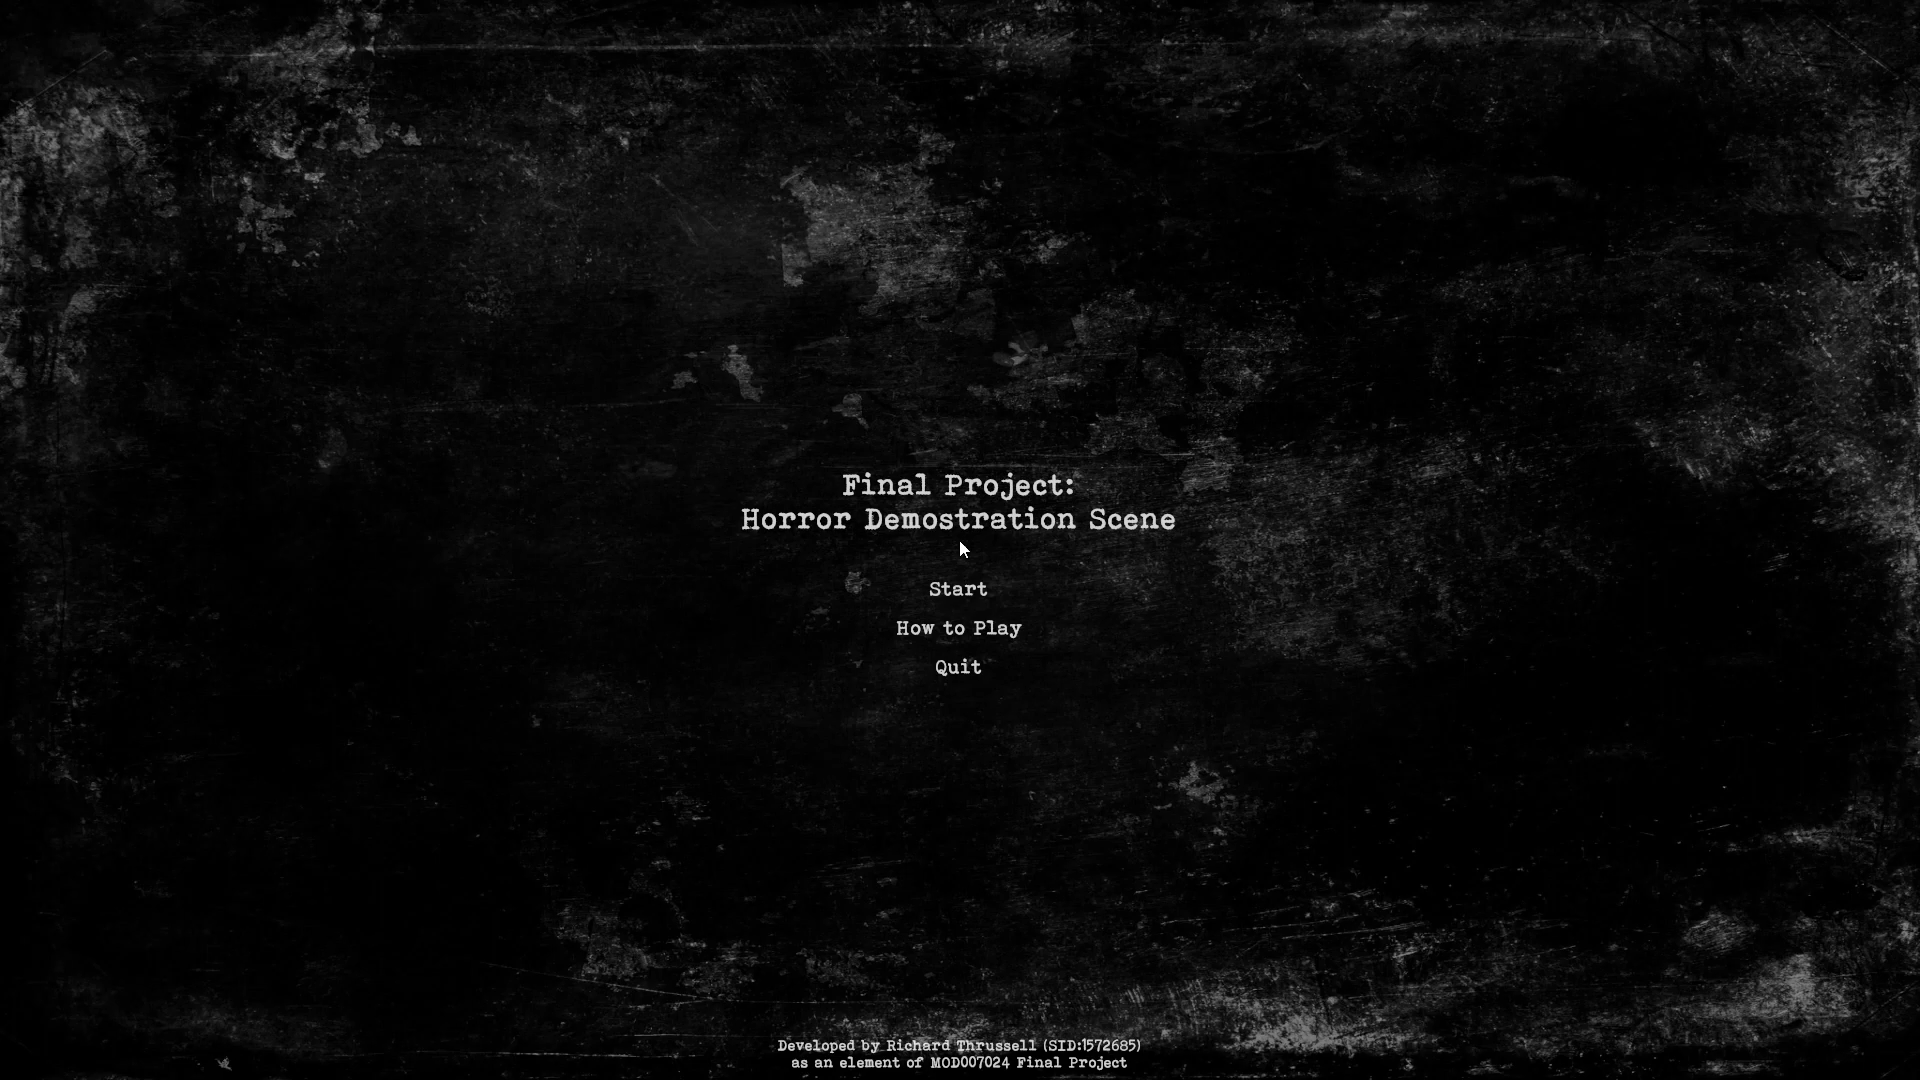 Final Project:
Horror Demostration Scene
Start
How to Play
Quit
Developed by Richard Thrussell (SID:1572685)
as an element of MOD007024 Final Project